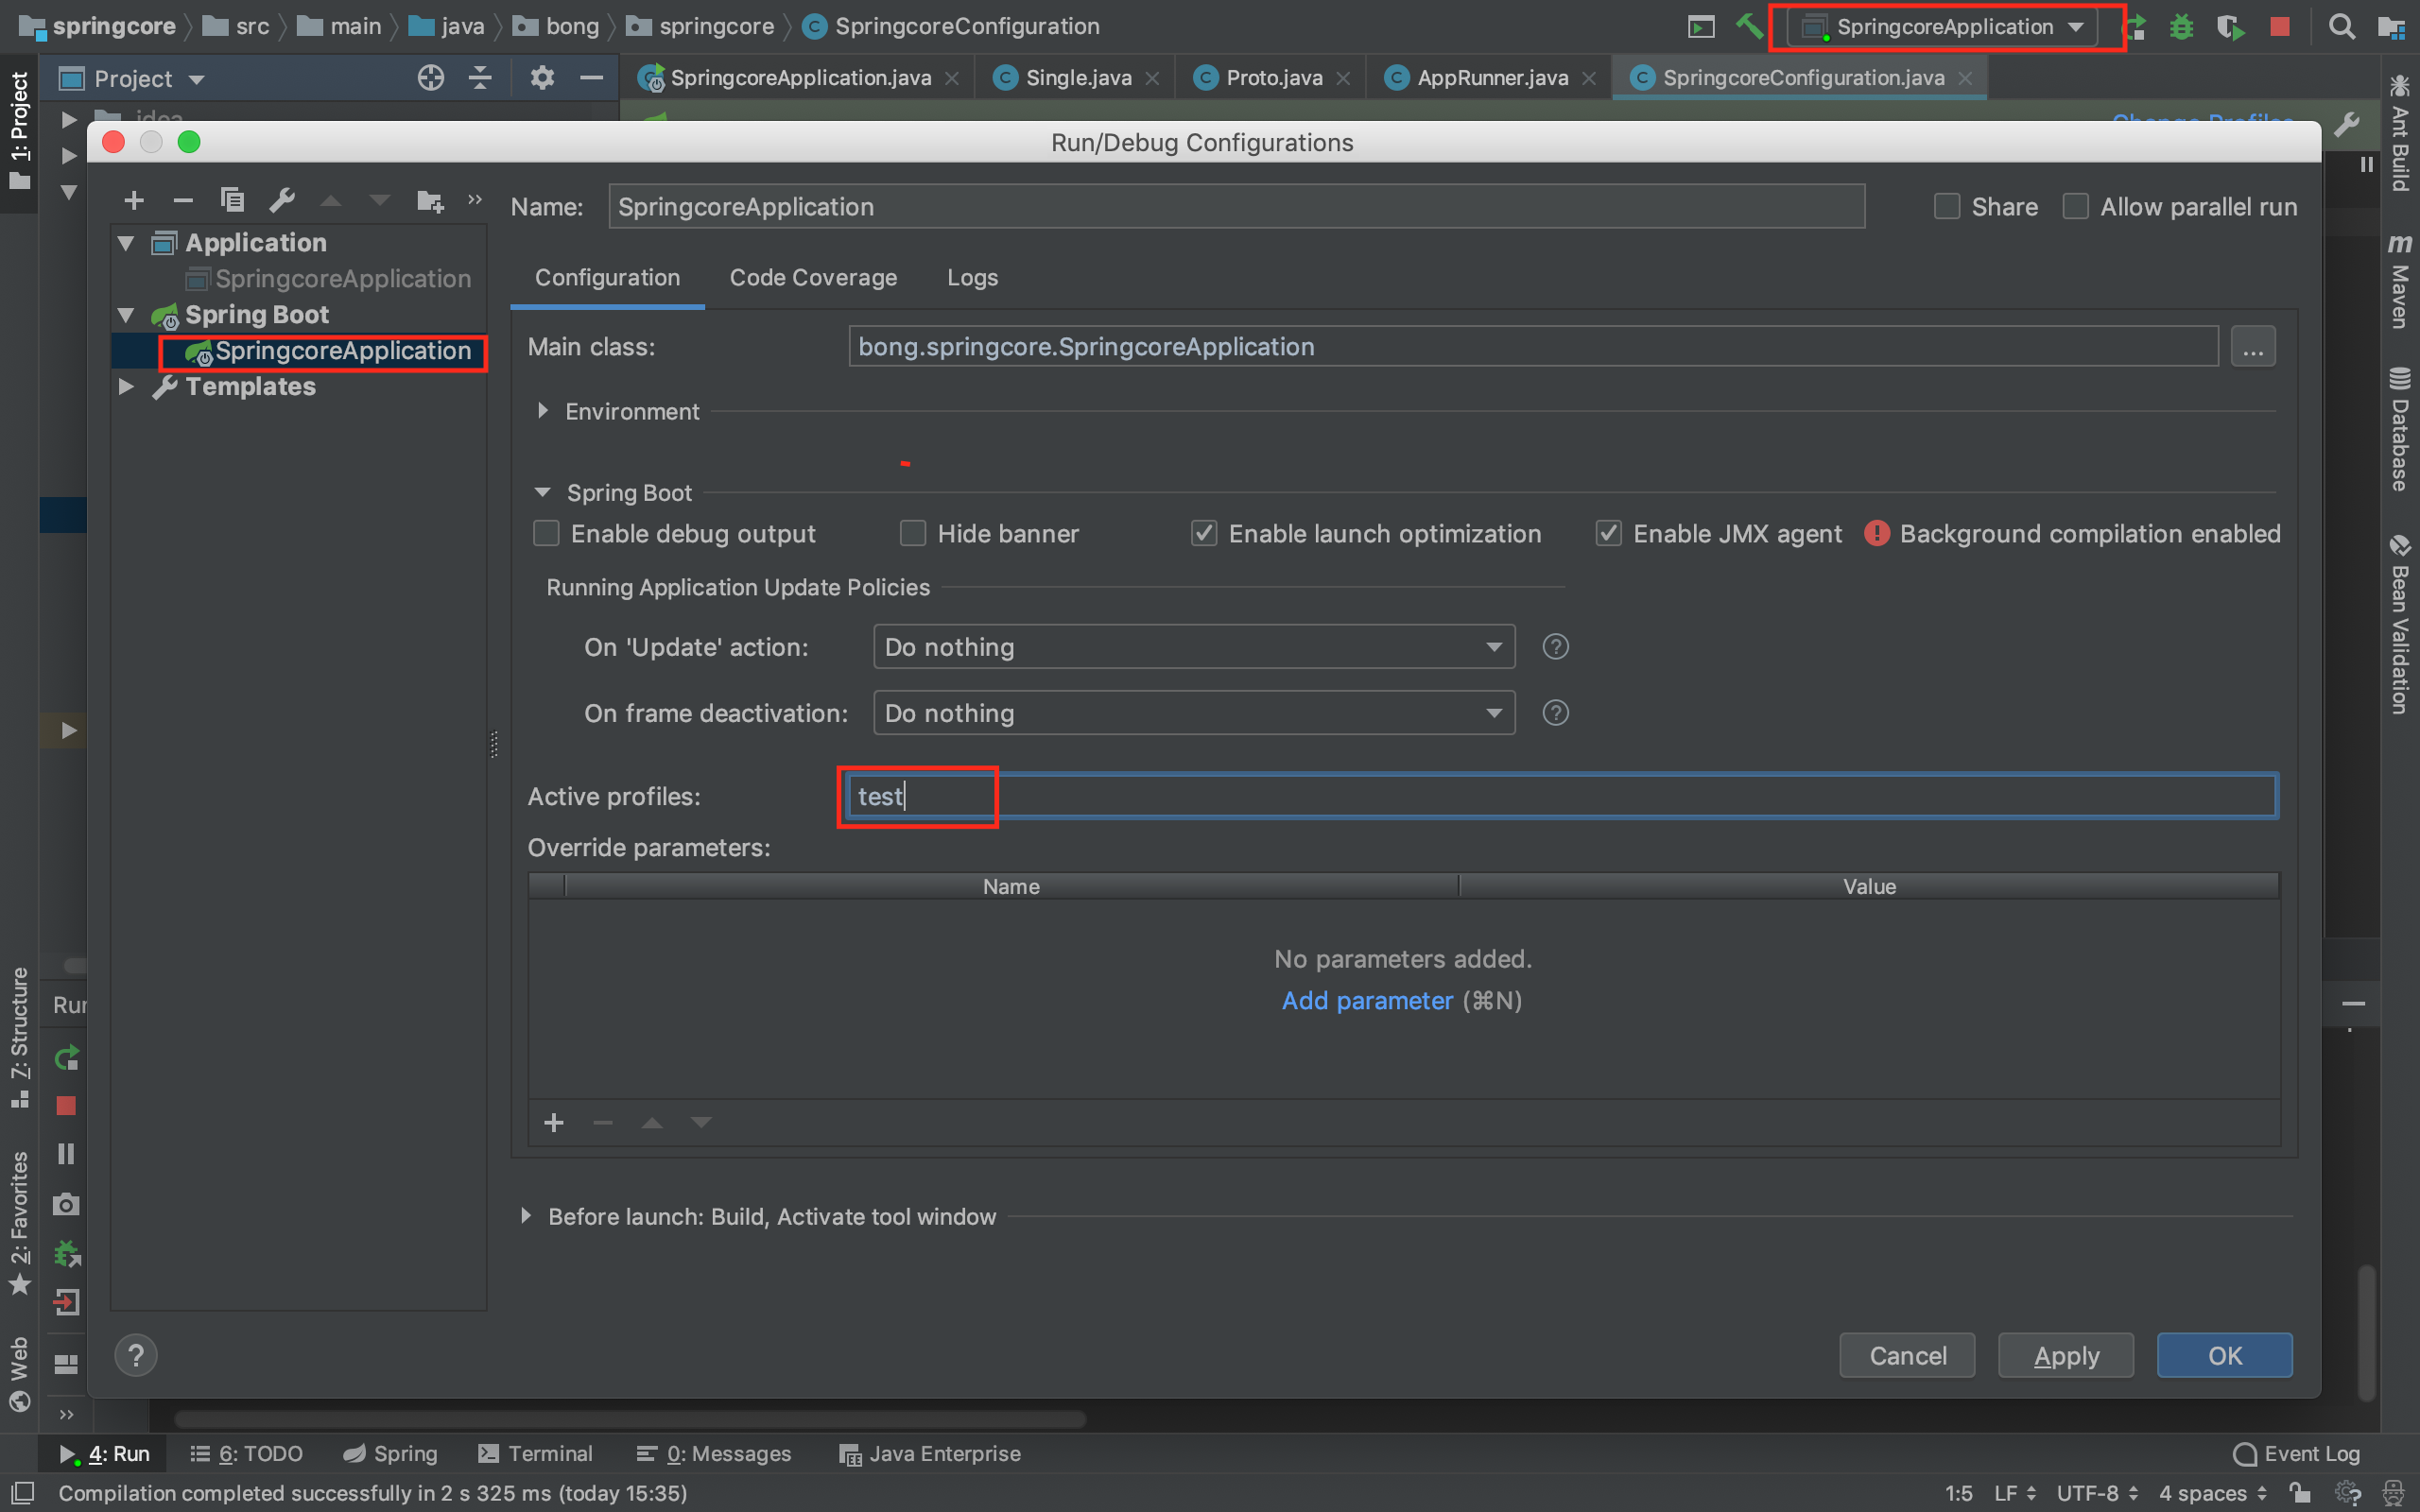 springcore src main java bong springcore SpringcoreConfiguration SpringcoreApplication
1: Project
Project SpringcoreApplication.java Single.java Proto.java AppRunner.java SpringcoreConfiguration.java
Ant Build
Run/Debug Configurations
Name: SpringcoreApplication Share Allow parallel run
Application
SpringcoreApplication
Spring Boot
SpringcoreApplication
Templates
Configuration Code Coverage Logs
Main class: bong.springcore.SpringcoreApplication ...
Environment
Spring Boot
Enable debug output Hide banner Enable launch optimization Enable JMX agent Background compilation enabled
Running Application Update Policies
On 'Update' action: Do nothing
On frame deactivation: Do nothing
Active profiles: test
Override parameters:
Name Value
No parameters added.
Add parameter (⌘N)
Before launch: Build, Activate tool window
? Cancel Apply OK
m Maven
Database
Bean Validation
7: Structure
2: Favorites
Web
4: Run 6: TODO Spring Terminal 0: Messages Java Enterprise Event Log
Compilation completed successfully in 2 s 325 ms (today 15:35) 1:5 LF UTF-8 4 spaces